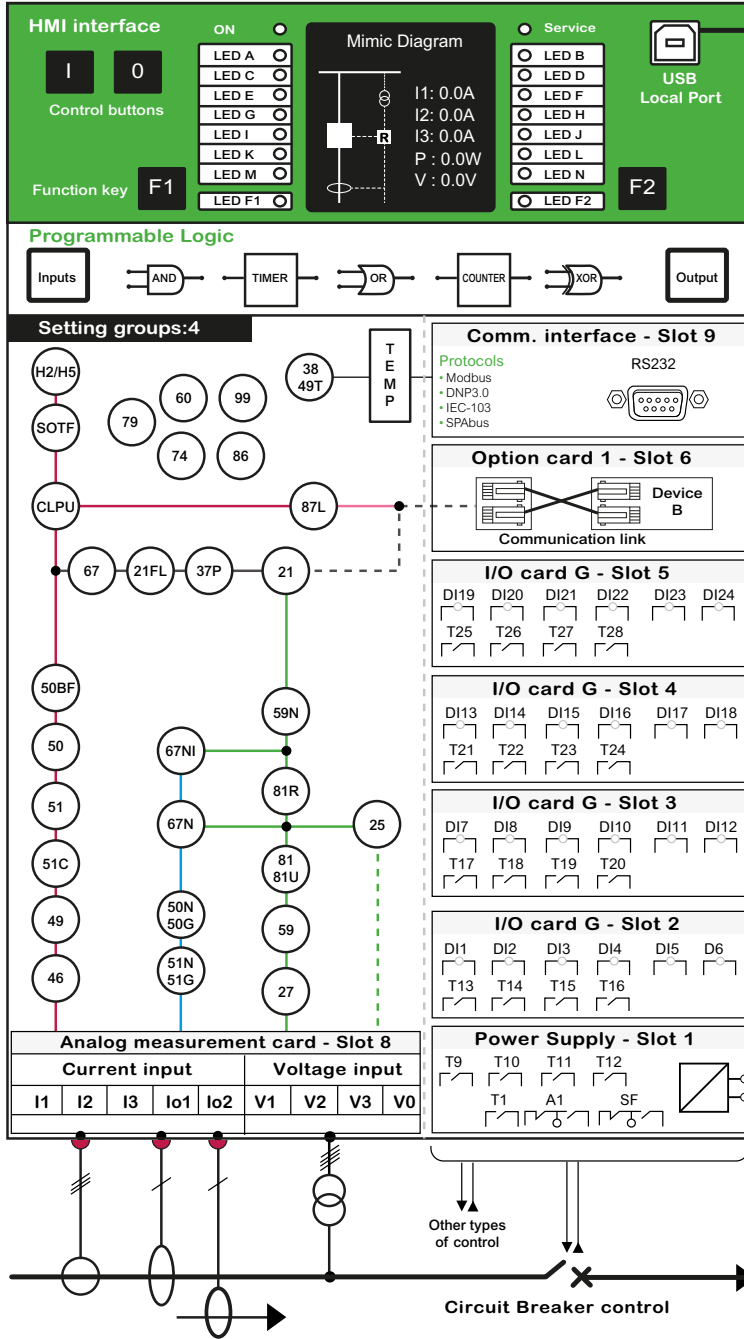 HMI interface
ON
Service
I
0
Control buttons
LED A
LED C
LED E
LED G
LED I
LED K
LED M
LED F1
Function key
F1
Mimic Diagram
R
I1: 0.0A
I2: 0.0A
I3: 0.0A
P : 0.0W
V : 0.0V
LED B
LED D
LED F
LED H
LED J
LED L
LED N
LED F2
F2
USB
Local Port
Programmable Logic
Inputs
AND
TIMER
OR
COUNTER
XOR
Output
Setting groups:4
H2/H5
SOTF
CLPU
79
60
99
74
86
38
49T
T
E
M
P
87L
67
21FL
37P
21
50BF
50
51
51C
49
46
59N
67NI
81R
67N
25
81
81U
50N
50G
59
51N
51G
27
Comm. interface - Slot 9
Protocols
• Modbus
• DNP3.0
• IEC-103
• SPAbus
RS232
Option card 1 - Slot 6
Device
B
Communication link
I/O card G - Slot 5
DI19 DI20 DI21 DI22 DI23 DI24
T25 T26 T27 T28
I/O card G - Slot 4
DI13 DI14 DI15 DI16 DI17 DI18
T21 T22 T23 T24
I/O card G - Slot 3
DI7 DI8 DI9 DI10 DI11 DI12
T17 T18 T19 T20
I/O card G - Slot 2
DI1 DI2 DI3 DI4 DI5 D6
T13 T14 T15 T16
Power Supply - Slot 1
T9 T10 T11 T12
T1 A1 SF
Analog measurement card - Slot 8
Current input Voltage input
I1 I2 I3 Io1 Io2 V1 V2 V3 V0
Other types
of control
Circuit Breaker control